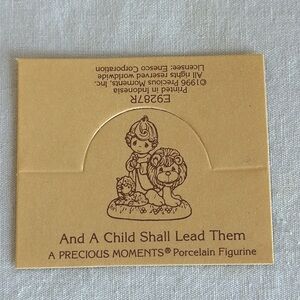 E9287R
Printed in Indonesia
©1996 Precious Moments, Inc.
All rights reserved worldwide
Licensee: Enesco Corporation
And A Child Shall Lead Them
A PRECIOUS MOMENTS® Porcelain Figurine